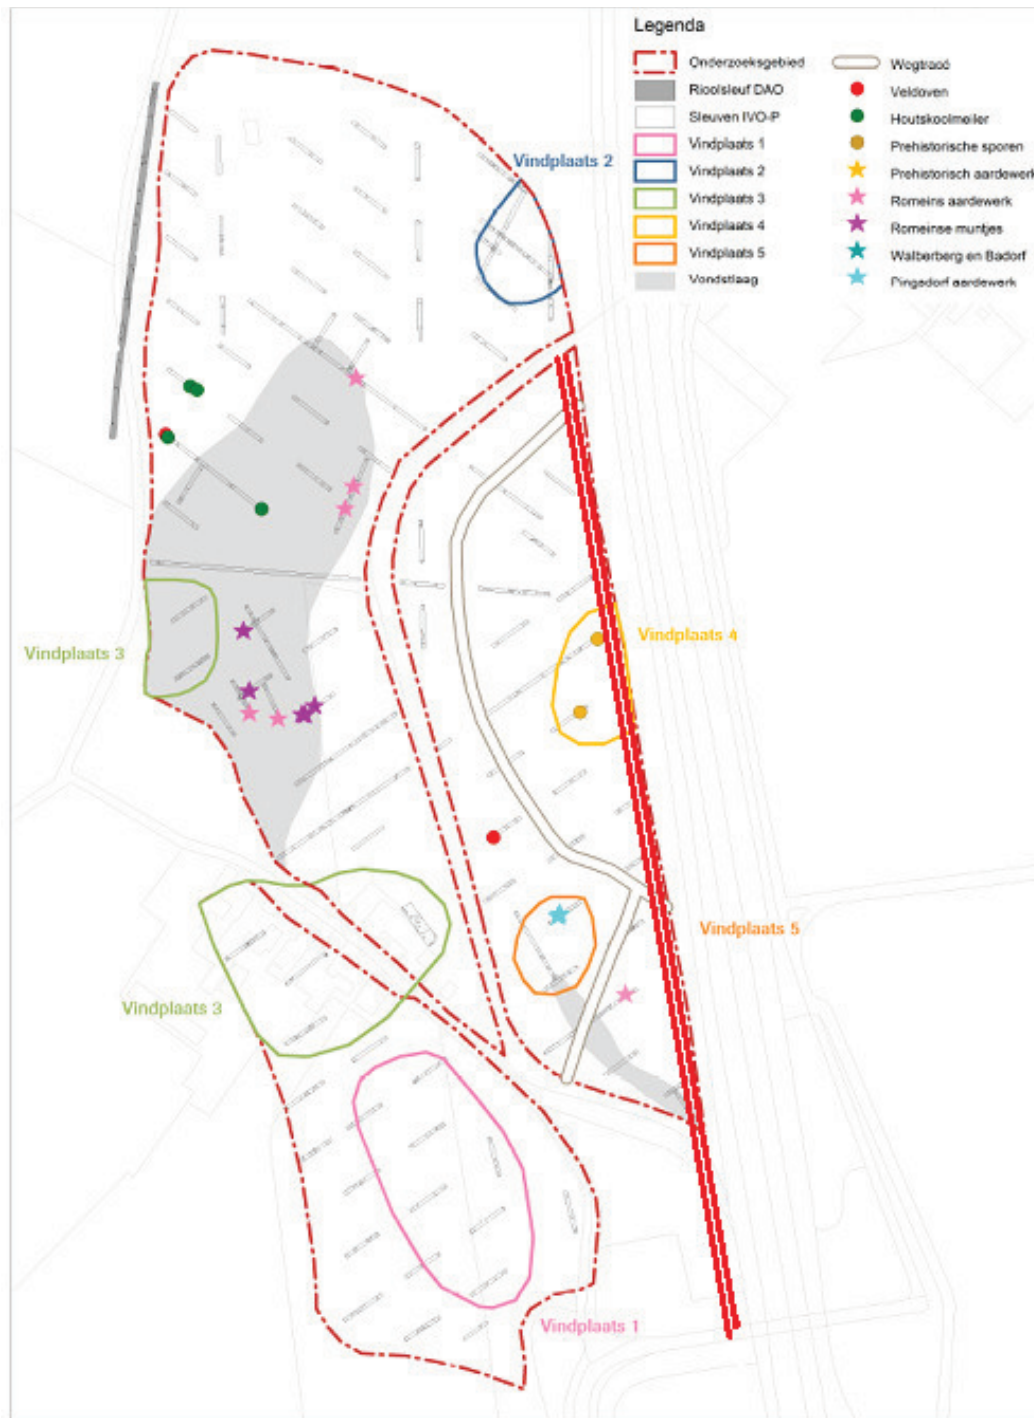 Legenda
Onderzoeksgebied
Rioolsleuf DAO
Sleuven IVO-P
Vindplaats 1
Vindplaats 2
Vindplaats 3
Vindplaats 4
Vindplaats 5
Vondstlaag
Wegtracé
Veldoven
Houtskoolmeiler
Prehistorische sporen
Prehistorisch aardewerk
Romeins aardewerk
Romeinse muntjes
Walberberg en Badorf
Pingsdorf aardewerk
Vindplaats 2
Vindplaats 4
Vindplaats 3
Vindplaats 5
Vindplaats 3
Vindplaats 1